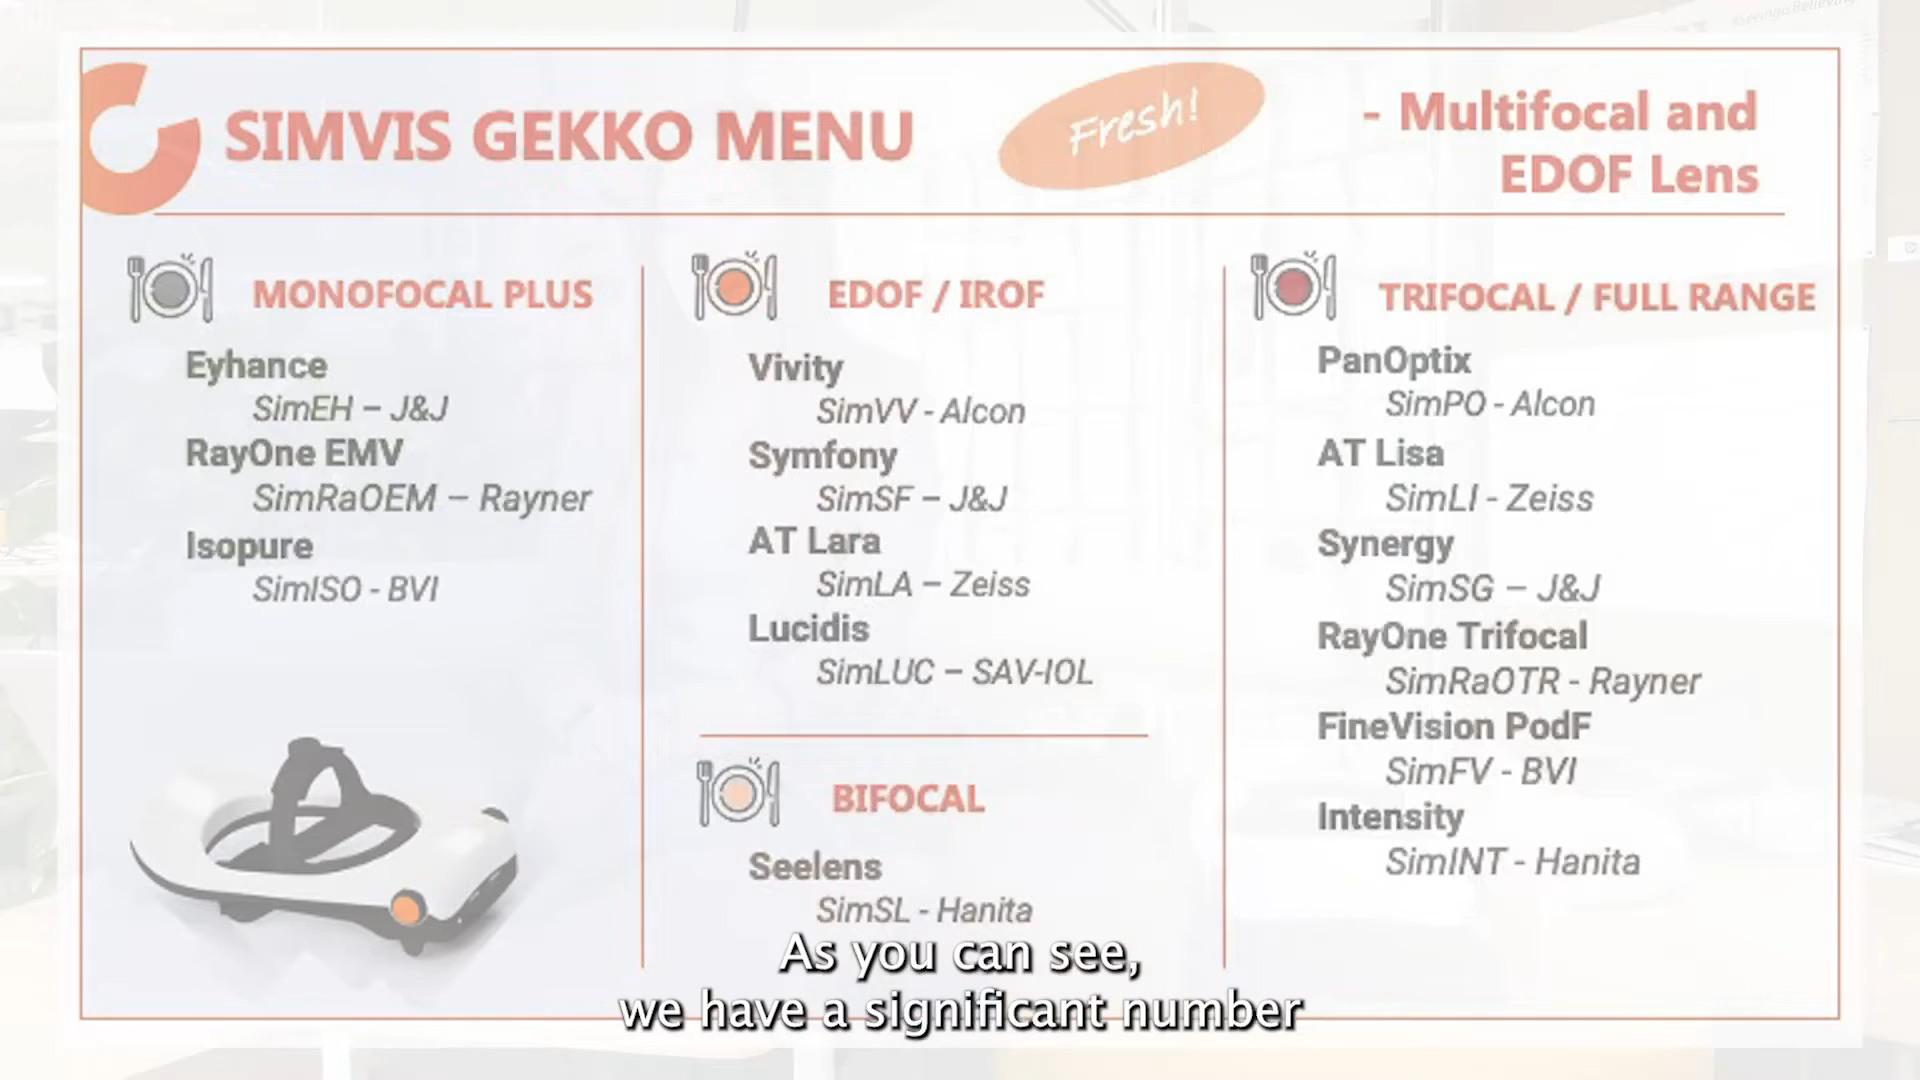 SIMVIS GEKKO MENU
Fresh!
- Multifocal and
EDOF Lens
MONOFOCAL PLUS
Eyhance
SimEH – J&J
RayOne EMV
SimRaOEM – Rayner
Isopure
SimISO - BVI
EDOF / IROF
Vivity
SimVV - Alcon
Symfony
SimSF – J&J
AT Lara
SimLA – Zeiss
Lucidis
SimLUC – SAV-IOL
BIFOCAL
Seelens
SimSL - Hanita
TRIFOCAL / FULL RANGE
PanOptix
SimPO - Alcon
AT Lisa
SimLI - Zeiss
Synergy
SimSG – J&J
RayOne Trifocal
SimRaOTR - Rayner
FineVision PodF
SimFV - BVI
Intensity
SimINT - Hanita
As you can see,
we have a significant number